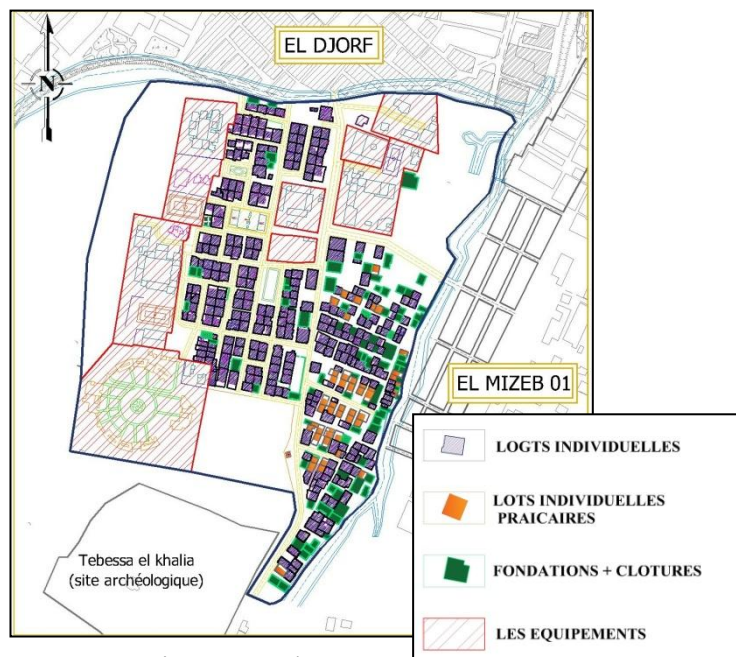 EL DJORF
N
EL MIZEB 01
Tebessa el khalia
(site archéologique)
LOGTS INDIVIDUELLES
LOTS INDIVIDUELLES
PRAICAIRES
FONDATIONS + CLOTURES
LES EQUIPEMENTS